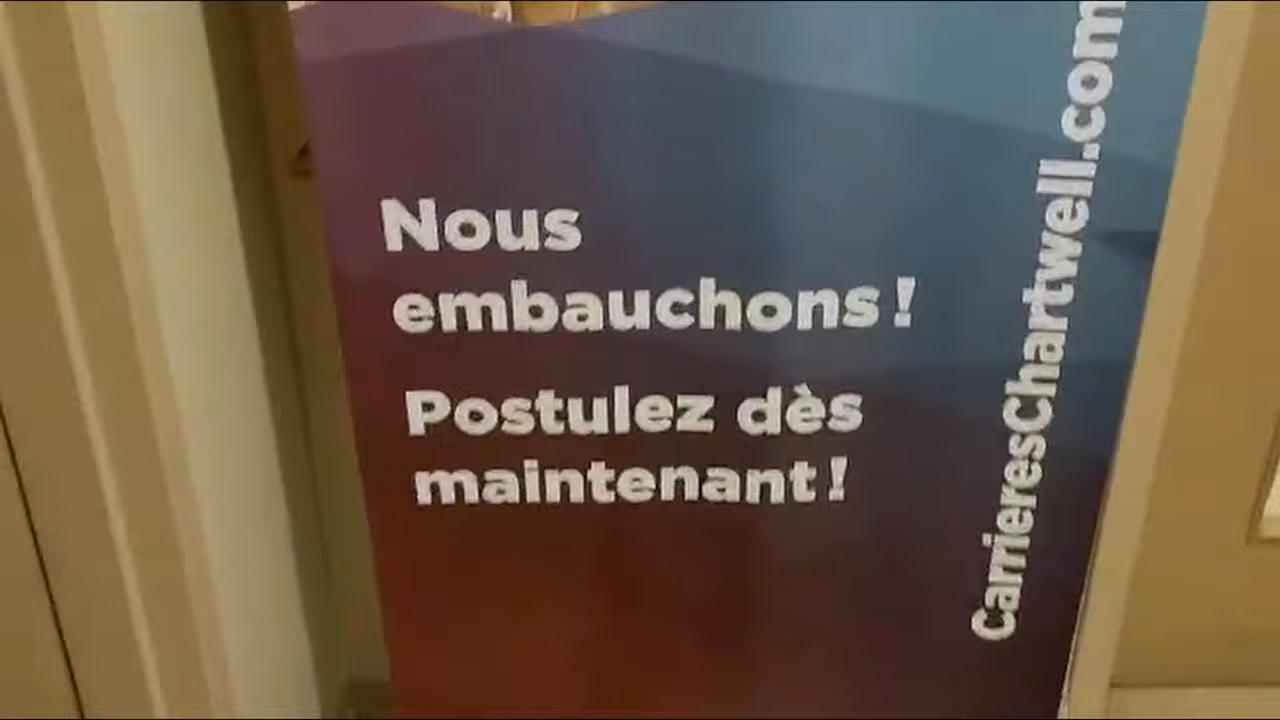 Nous
embauchons !
Postulez dès
maintenant !
CarrieresChartwell.com